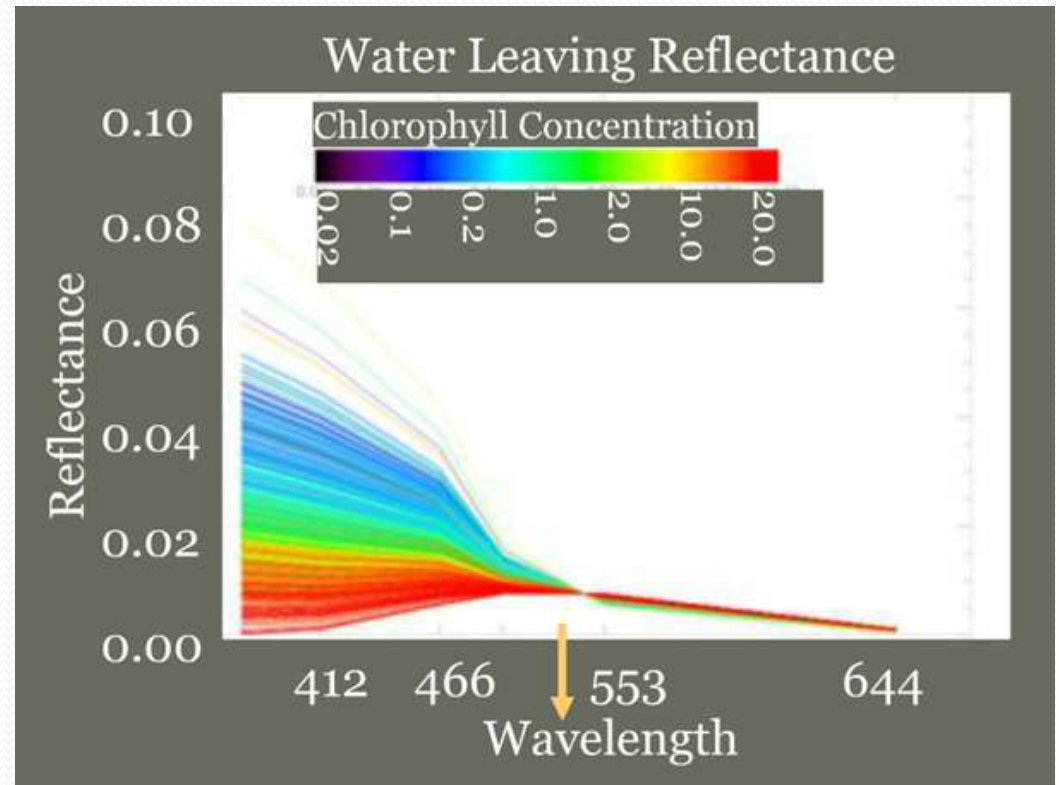 Water Leaving Reflectance
Chlorophyll Concentration
0.02 0.1 0.2 1.0 2.0 10.0 20.0
0.10
0.08
0.06
0.04
0.02
0.00
Reflectance
412 466 553 644
Wavelength